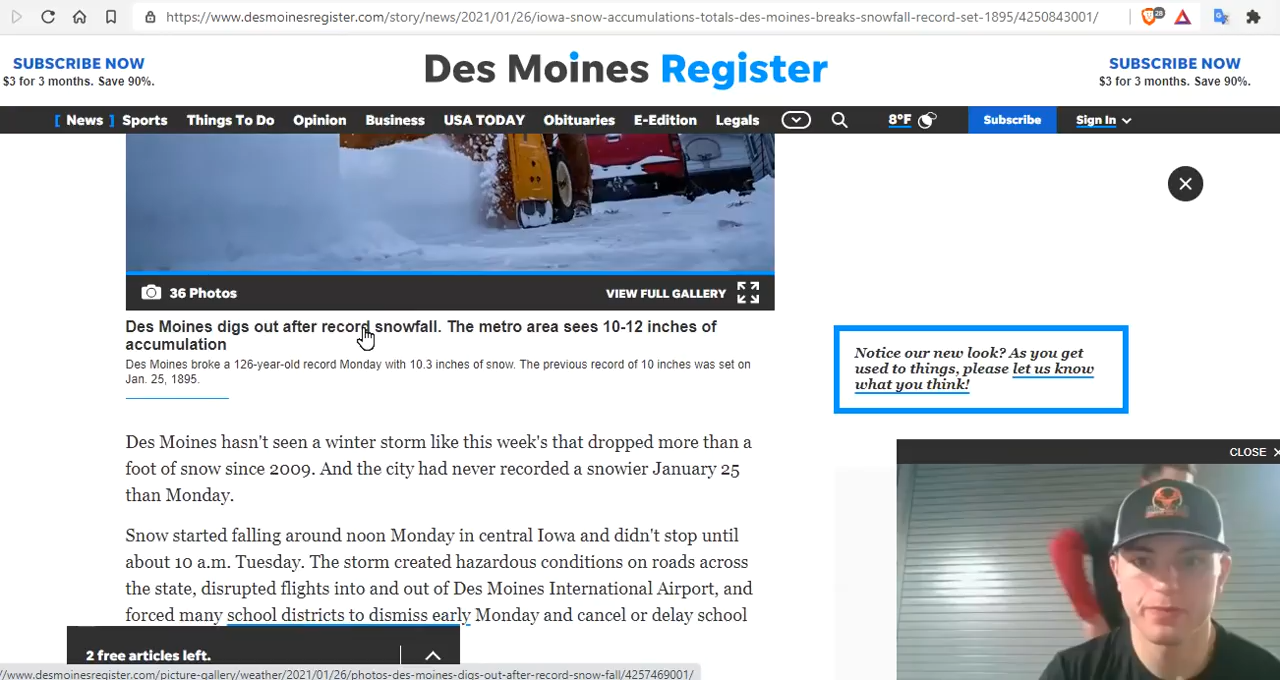 https://www.desmoinesregister.com/story/news/2021/01/26/iowa-snow-accumulations-totals-des-moines-breaks-snowfall-record-set-1895/4250843001/
28
SUBSCRIBE NOW
$3 for 3 months. Save 90%.
Des Moines Register
SUBSCRIBE NOW
$3 for 3 months. Save 90%.
[ News ] Sports Things To Do Opinion Business USA TODAY Obituaries E-Edition Legals 8°F Subscribe Sign In
36 Photos VIEW FULL GALLERY
Des Moines digs out after record snowfall. The metro area sees 10-12 inches of
accumulation
Des Moines broke a 126-year-old record Monday with 10.3 inches of snow. The previous record of 10 inches was set on
Jan. 25, 1895.
Notice our new look? As you get
used to things, please let us know
what you think!
Des Moines hasn't seen a winter storm like this week's that dropped more than a
foot of snow since 2009. And the city had never recorded a snowier January 25
than Monday.
CLOSE X
Snow started falling around noon Monday in central Iowa and didn't stop until
about 10 a.m. Tuesday. The storm created hazardous conditions on roads across
the state, disrupted flights into and out of Des Moines International Airport, and
forced many school districts to dismiss early Monday and cancel or delay school
2 free articles left.
//www.desmoinesregister.com/picture-gallery/weather/2021/01/26/photos-des-moines-digs-out-after-record-snow-fall/4257469001/